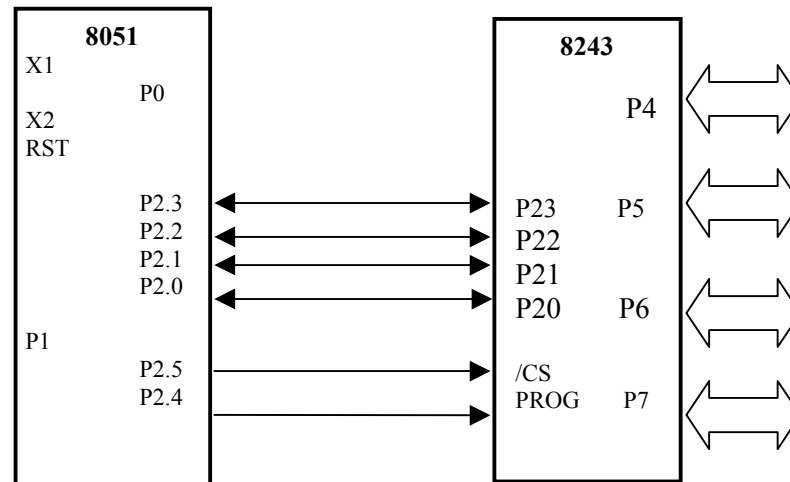 8051
8243
X1
P0
P4
X2
RST
P2.3
P23 P5
P2.2
P22
P2.1
P21
P2.0
P20 P6
P1
P2.5
/CS
P2.4
PROG P7